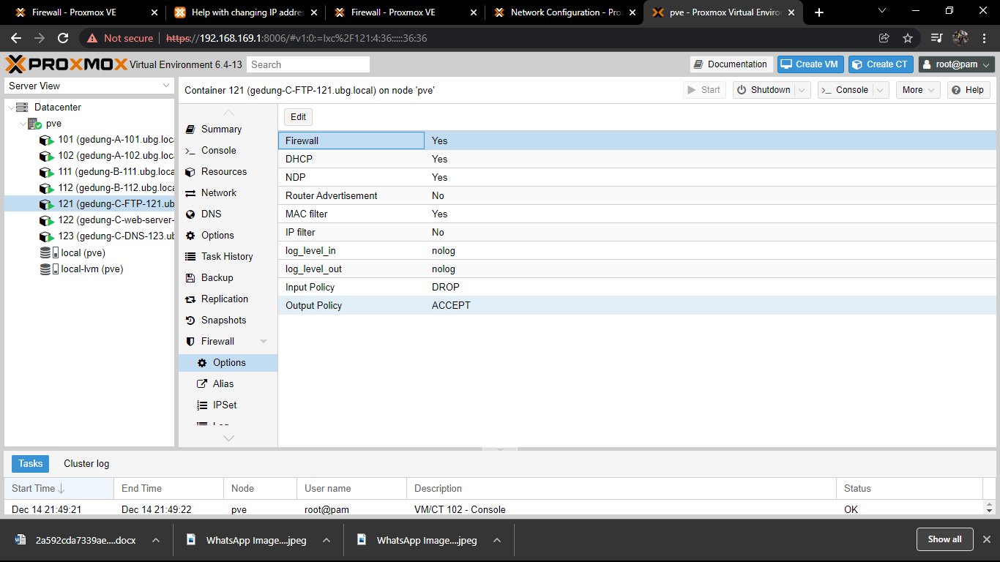 Firewall - Proxmox VE
Help with changing IP addre
Firewall - Proxmox VE
Network Configuration - Pro
pve - Proxmox Virtual Enviro
Not secure
https://192.168.169.1:8006/#v1:0:=lxc%2F121:4:36:::::36:36
PROXMOX Virtual Environment 6.4-13
Search
Documentation
Create VM
Create CT
root@pam
Server View
Container 121 (gedung-C-FTP-121.ubg.local) on node 'pve'
Start
Shutdown
Console
More
Help
Datacenter
pve
101 (gedung-A-101.ubg.loca
102 (gedung-A-102.ubg.loca
111 (gedung-B-111.ubg.loca
112 (gedung-B-112.ubg.loca
121 (gedung-C-FTP-121.ub
122 (gedung-C-web-server-
123 (gedung-C-DNS-123.ub
local (pve)
local-lvm (pve)
Summary
Console
Resources
Network
DNS
Options
Task History
Backup
Replication
Snapshots
Firewall
Options
Alias
IPSet
Log
Edit
Firewall Yes
DHCP Yes
NDP Yes
Router Advertisement No
MAC filter Yes
IP filter No
log_level_in nolog
log_level_out nolog
Input Policy DROP
Output Policy ACCEPT
Tasks
Cluster log
Start Time End Time Node User name Description Status
Dec 14 21:49:21 Dec 14 21:49:22 pve root@pam VM/CT 102 - Console OK
2a592cda7339ae....docx
WhatsApp Image....jpeg
WhatsApp Image....jpeg
Show all